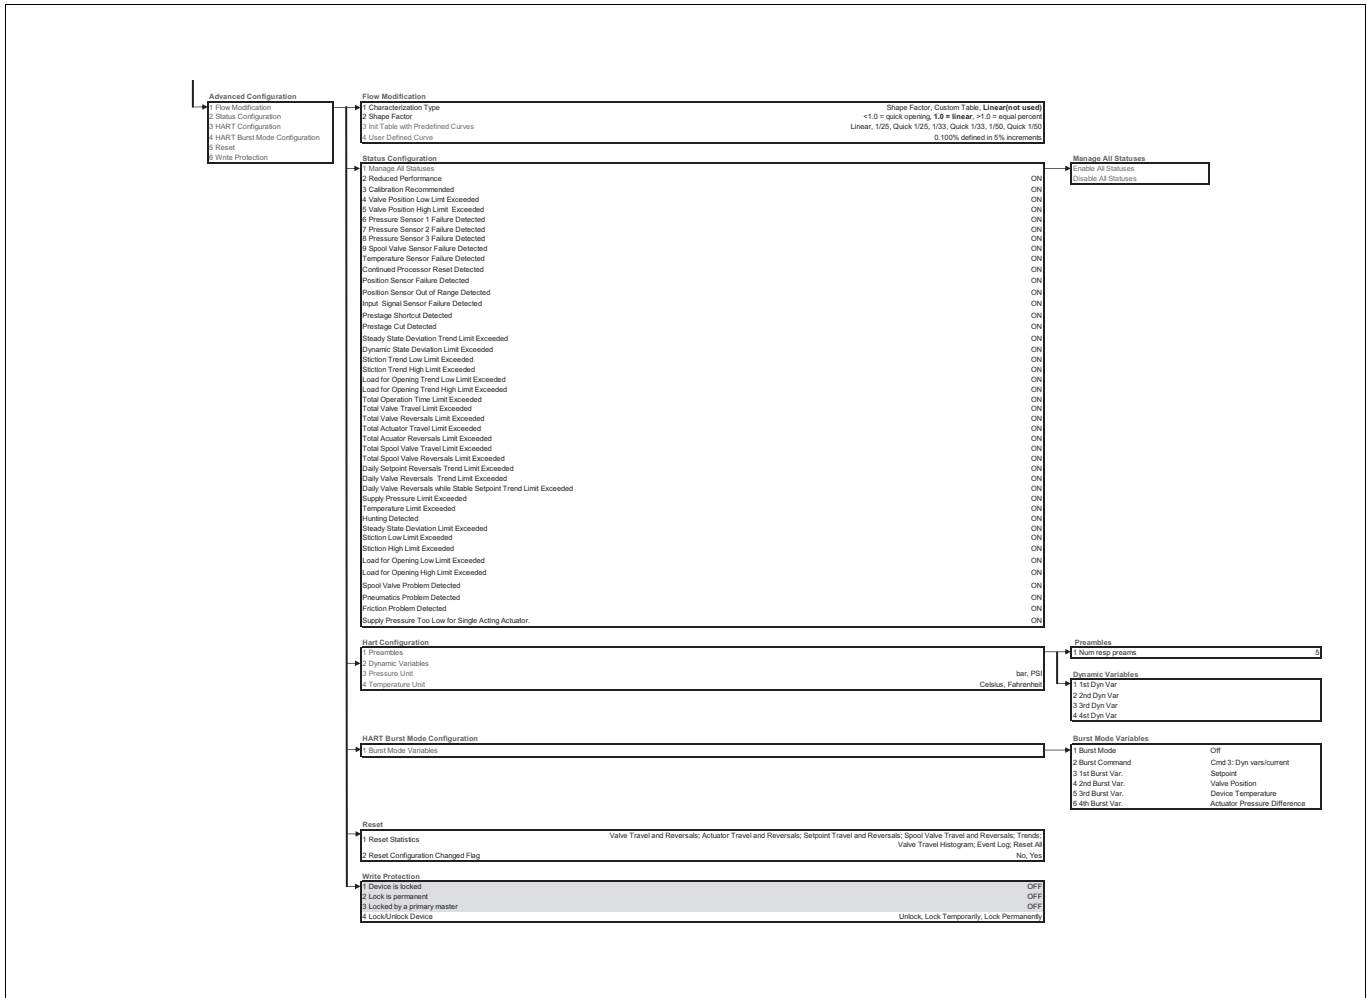 Advanced Configuration
1 Flow Modification
2 Status Configuration
3 HART Configuration
4 HART Burst Mode Configuration
5 Reset
6 Write Protection
Flow Modification
1 Characterization Type Shape Factor, Custom Table, Linear(not used)
2 Shape Factor <1.0 = quick opening, 1.0 = linear, >1.0 = equal percent
3 Init Table with Predefined Curves Linear, 1/25, Quick 1/25, 1/33, Quick 1/33, 1/50, Quick 1/50
4 User Defined Curve 0.100% defined in 5% increments
Status Configuration
1 Manage All Statuses
2 Reduced Performance ON
3 Calibration Recommended ON
4 Valve Position Low Limt Exceeded ON
5 Valve Position High Limit Exceeded ON
6 Pressure Sensor 1 Failure Detected ON
7 Pressure Sensor 2 Failure Detected ON
8 Pressure Sensor 3 Failure Detected ON
9 Spool Valve Sensor Failure Detected ON
Temperature Sensor Failure Detected ON
Continued Processor Reset Detected ON
Position Sensor Failure Detected ON
Position Sensor Out of Range Detected ON
Input Signal Sensor Failure Detected ON
Prestage Shortcut Detected ON
Prestage Cut Detected ON
Steady State Deviation Trend Limit Exceeded ON
Dynamic State Deviation Limit Exceeded ON
Stiction Trend Low Limit Exceeded ON
Stiction Trend High Limit Exceeded ON
Load for Opening Trend Low Limit Exceeded ON
Load for Opening Trend High Limit Exceeded ON
Total Operation Time Limit Exceeded ON
Total Valve Travel Limit Exceeded ON
Total Valve Reversals Limit Exceeded ON
Total Actuator Travel Limit Exceeded ON
Total Acuator Reversals Limit Exceeded ON
Total Spool Valve Travel Limit Exceeded ON
Total Spool Valve Reversals Limit Exceeded ON
Daily Setpoint Reversals Trend Limit Exceeded ON
Daily Valve Reversals Trend Limit Exceeded ON
Daily Valve Reversals while Stable Setpoint Trend Limit Exceeded ON
Supply Pressure Limit Exceeded ON
Temperature Limit Exceeded ON
Hunting Detected ON
Steady State Deviation Limit Exceeded ON
Stiction Low Limit Exceeded ON
Stiction High Limit Exceeded ON
Load for Opening Low Limit Exceeded ON
Load for Opening High Limit Exceeded ON
Spool Valve Problem Detected ON
Pneumatics Problem Detected ON
Friction Problem Detected ON
Supply Pressure Too Low for Single Acting Actuator. ON
Manage All Statuses
Enable All Statuses
Disable All Statuses
Hart Configuration
1 Preambles
2 Dynamic Variables
3 Pressure Unit bar, PSI
4 Temperature Unit Celsius, Fahrenheit
Preambles
1 Num resp preams 5
Dynamic Variables
1 1st Dyn Var
2 2nd Dyn Var
3 3rd Dyn Var
4 4st Dyn Var
HART Burst Mode Configuration
1 Burst Mode Variables
Burst Mode Variables
1 Burst Mode Off
2 Burst Command Cmd 3: Dyn vars/current
3 1st Burst Var. Setpoint
4 2nd Burst Var. Valve Position
5 3rd Burst Var. Device Temperature
6 4th Burst Var. Actuator Pressure Difference
Reset
1 Reset Statistics Valve Travel and Reversals; Actuator Travel and Reversals; Setpoint Travel and Reversals; Spool Valve Travel and Reversals; Trends;
Valve Travel Histogram; Event Log; Reset All
2 Reset Configuration Changed Flag No, Yes
Write Protection
1 Device is locked OFF
2 Lock is permanent OFF
3 Locked by a primary master OFF
4 Lock/Unlock Device Unlock, Lock Temporarily, Lock Permanently